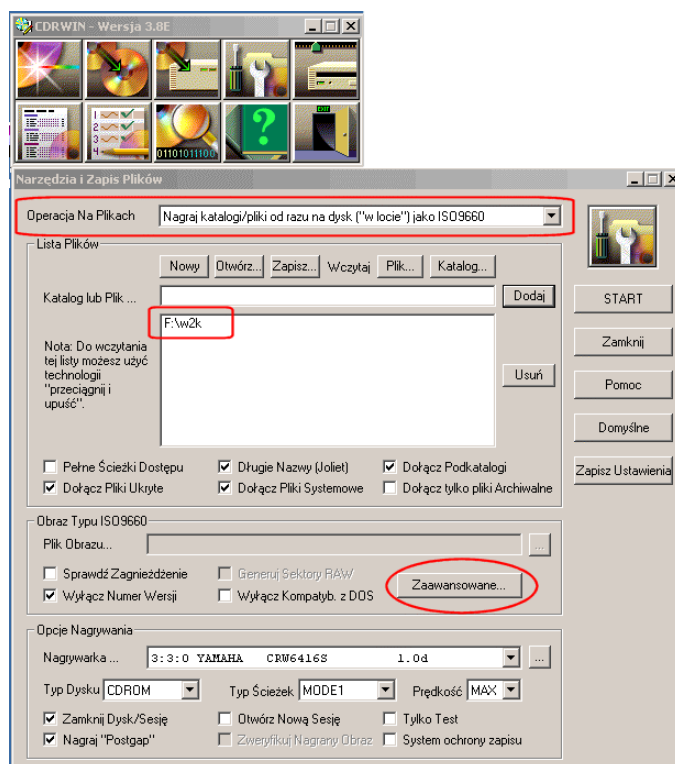 CDRWIN - Wersja 3.8E
EXIT
1
2
3
4
01101011100
?
Narzędzia i Zapis Plików
Operacja Na Plikach
Nagraj katalogi/pliki od razu na dysk ("w locie") jako ISO9660
Lista Plików
Nowy Otwórz... Zapisz... Wczytaj Plik... Katalog...
Katalog lub Plik ... Dodaj START
F:\w2k
Zamknij
Nota: Do wczytania
tej listy możesz użyć
technologii
"przeciągnij i
upuść".
Usuń
Pomoc
Domyślne
Pełne Ścieżki Dostępu Długie Nazwy (Joliet) Dołącz Podkatalogi
Zapisz Ustawienia
Dołącz Pliki Ukryte Dołącz Pliki Systemowe Dołącz tylko pliki Archiwalne
Obraz Typu ISO9660
Plik Obrazu... ...
Sprawdź Zagnieżdżenie Generuj Sektory RAW Zaawansowane...
Wyłącz Numer Wersji Wyłącz Kompatyb. z DOS
Opcje Nagrywania
Nagrywarka ... 3:3:0 YAMAHA CRW6416S 1.0d ...
Typ Dysku CDROM Typ Ścieżek MODE1 Prędkość MAX
Zamknij Dysk/Sesję Otwórz Nową Sesję Tylko Test
Nagraj "Postgap" Zweryfikuj Nagrany Obraz System ochrony zapisu